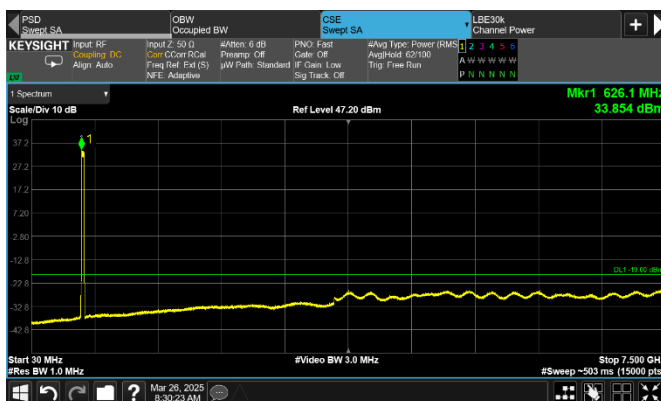 PSD
Swept SA
OBW
Occupied BW
CSE
Swept SA
LBE30k
Channel Power
+
KEYSIGHT
Input: RF
Coupling: DC
Align: Auto
Input Z: 50 Ω
Corr CCorr RCal
Freq Ref: Ext (S)
NFE: Adaptive
#Atten: 6 dB
Preamp: Off
µW Path: Standard
PNO: Fast
Gate: Off
IF Gain: Low
Sig Track: Off
#Avg Type: Power (RMS
Avg|Hold: 62/100
Trig: Free Run
1 2 3 4 5 6
A W W W W W
P N N N N N
1 Spectrum
Scale/Div 10 dB
Ref Level 47.20 dBm
Mkr1 626.1 MHz
33.854 dBm
Log
1
37.2
27.2
17.2
7.20
-2.80
-12.8
-22.8
-32.8
-42.8
DL1 -19.00 dBm
Start 30 MHz
#Video BW 3.0 MHz
Stop 7.500 GHz
#Res BW 1.0 MHz
#Sweep ~503 ms (15000 pts)
?
Mar 26, 2025
8:30:23 AM